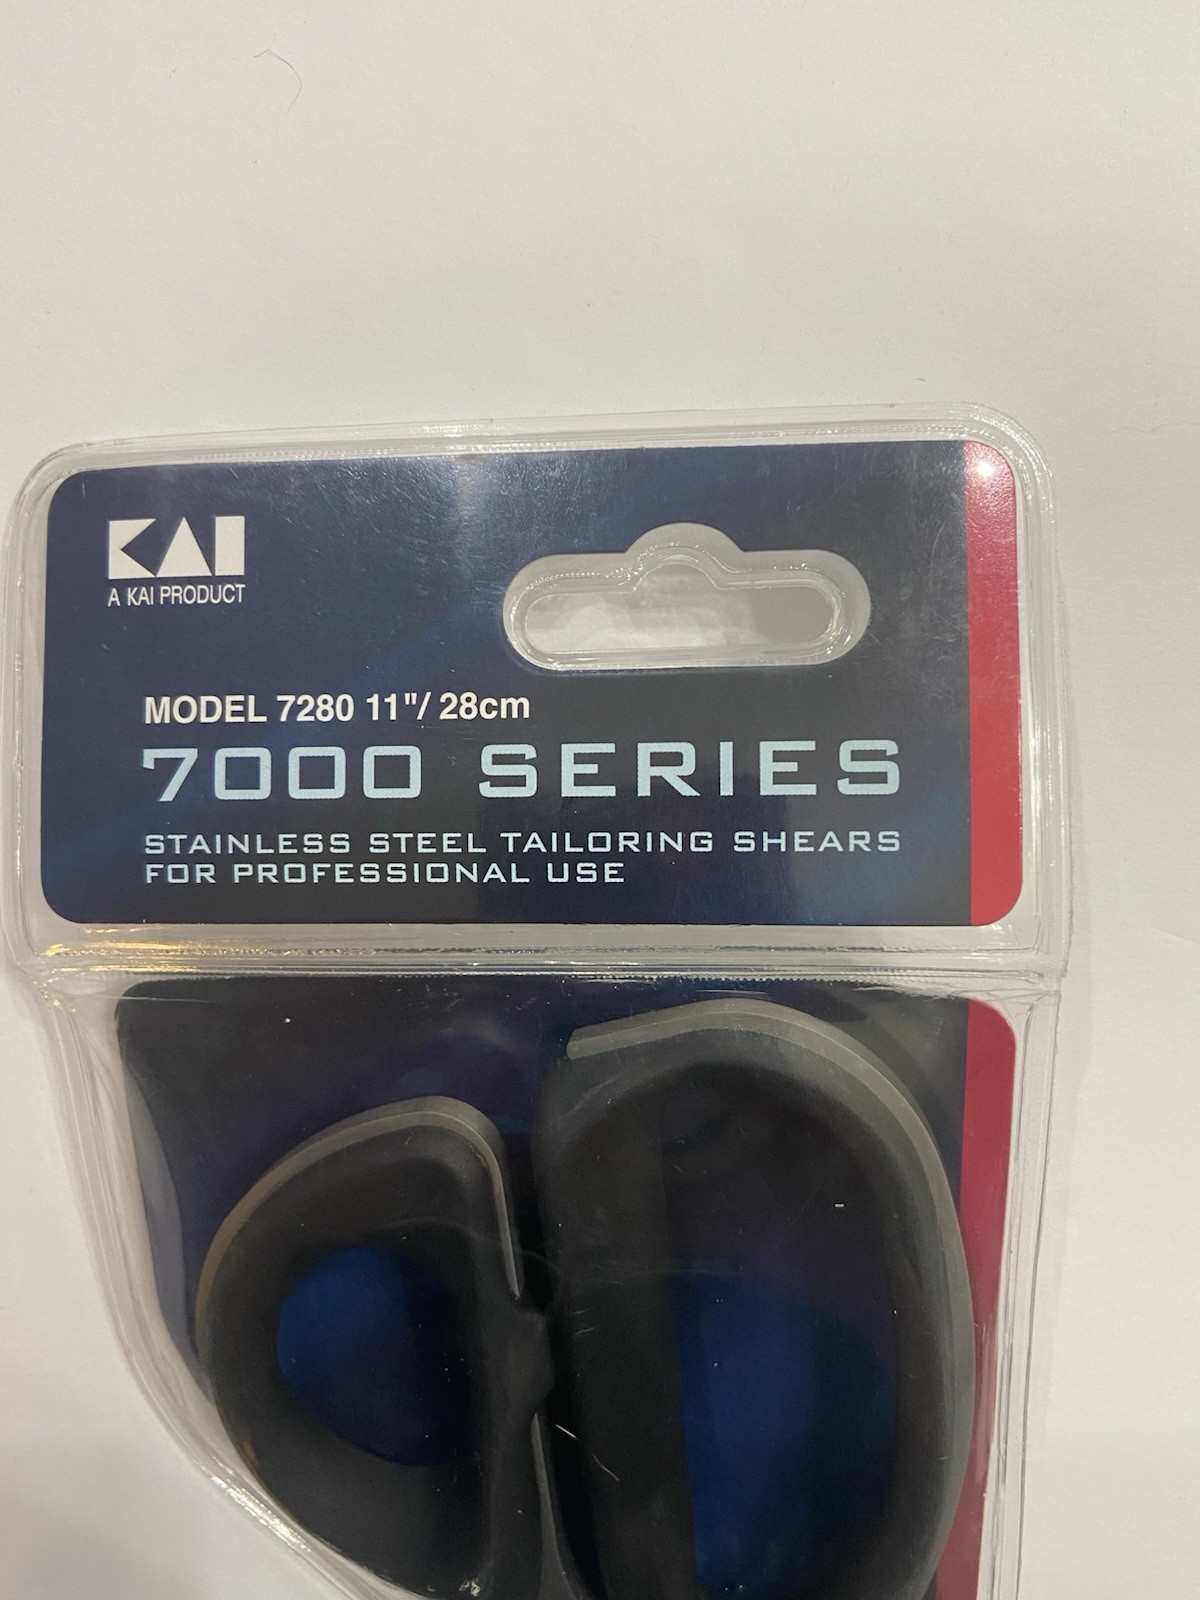 KAI
A KAI PRODUCT
MODEL 7280 11"/ 28cm
7000 SERIES
STAINLESS STEEL TAILORING SHEARS
FOR PROFESSIONAL USE